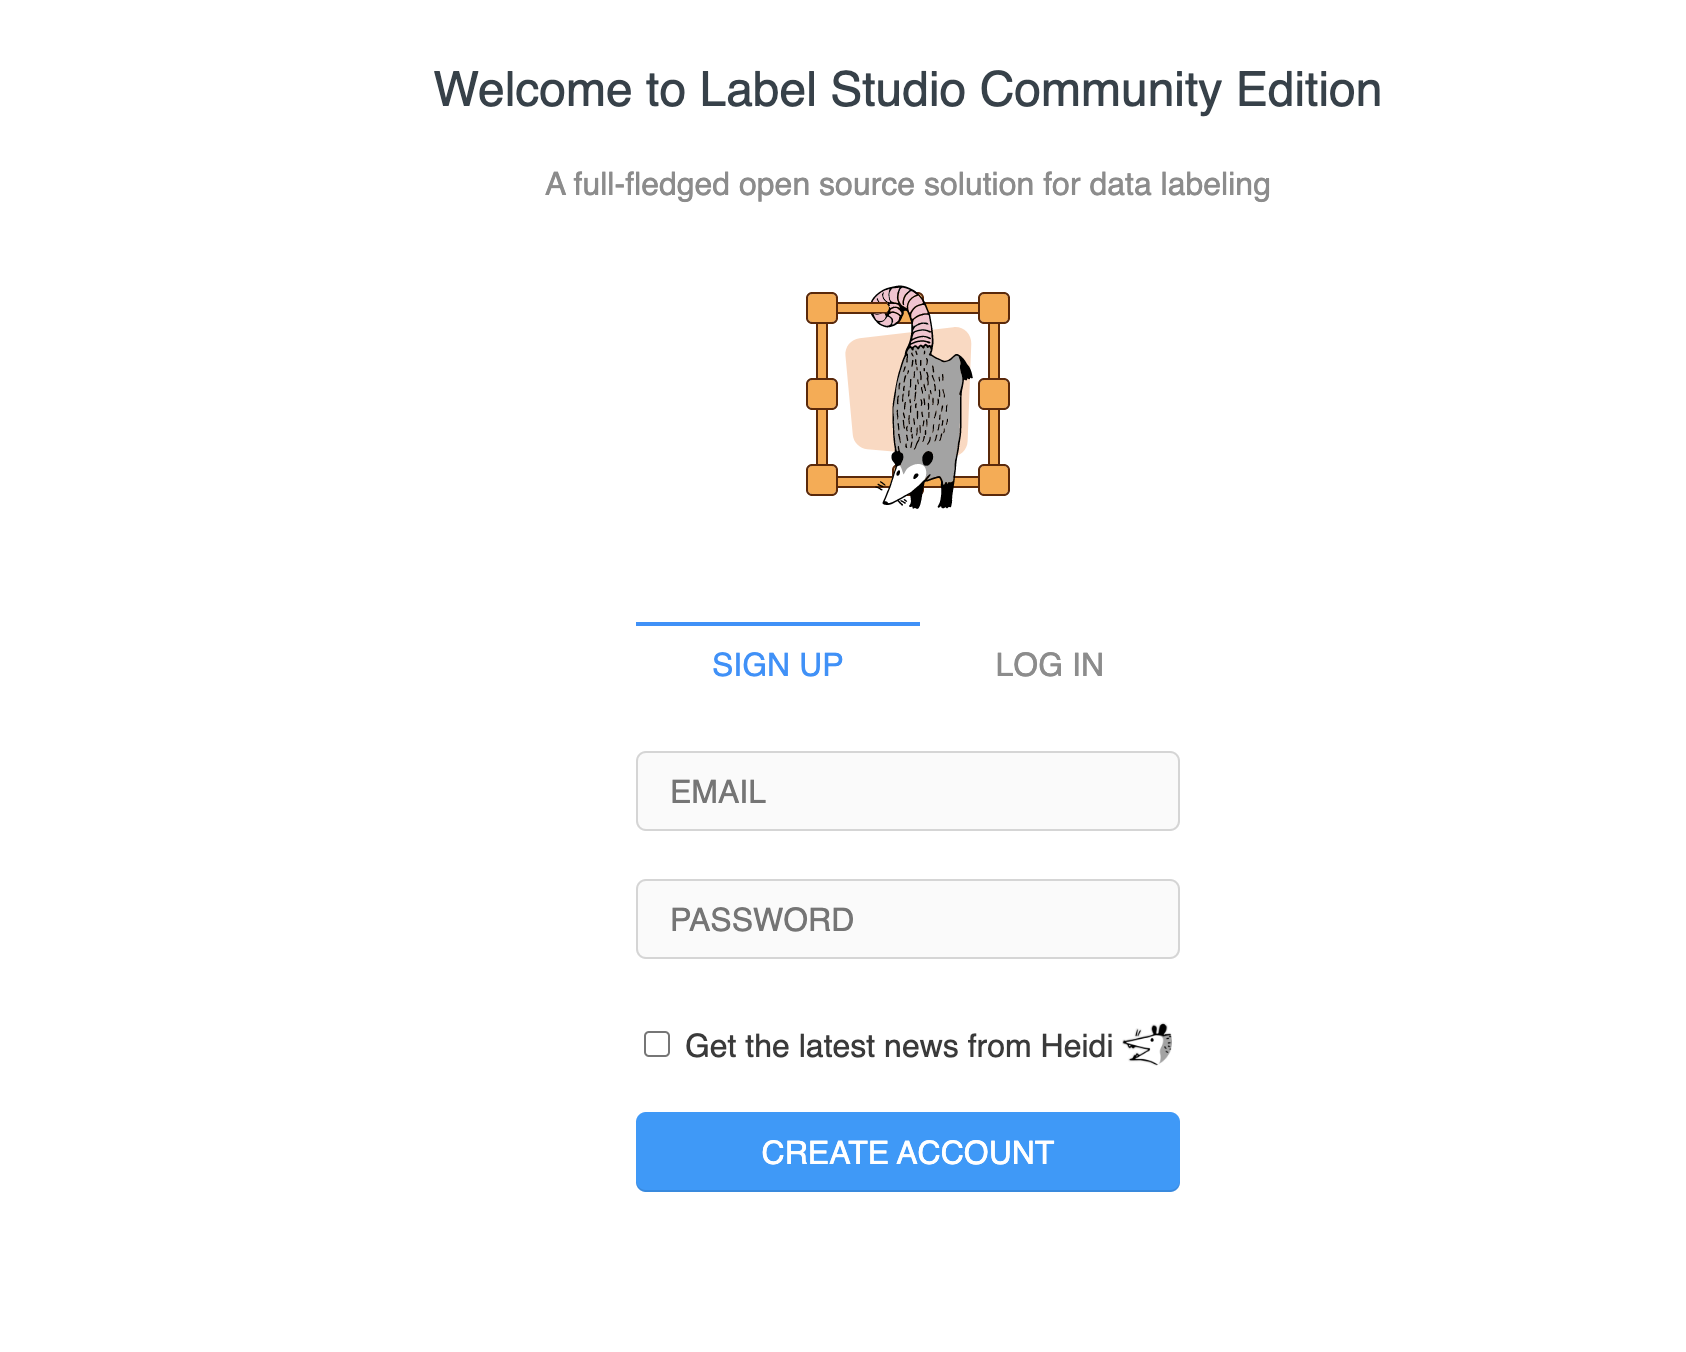 Welcome to Label Studio Community Edition
A full-fledged open source solution for data labeling
SIGN UP
LOG IN
EMAIL
PASSWORD
Get the latest news from Heidi
CREATE ACCOUNT